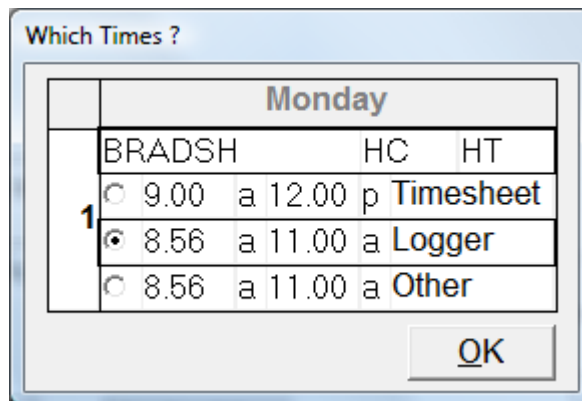 Which Times ?
Monday
BRADSH HC HT
9.00 a 12.00 p Timesheet
1
8.56 a 11.00 a Logger
8.56 a 11.00 a Other
OK